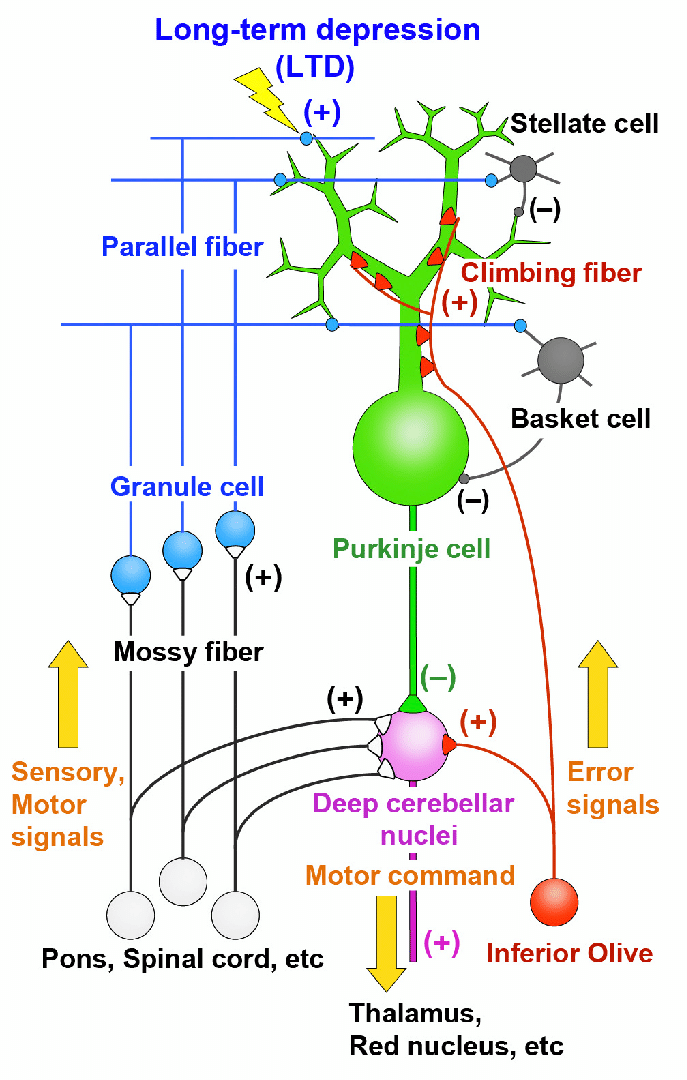 Long-term depression
(LTD)
(+)
Stellate cell
(–)
Parallel fiber
Climbing fiber
(+)
Basket cell
(–)
Granule cell
Purkinje cell
(+)
Mossy fiber
(–)
(+)
(+)
Sensory,
Motor
signals
Error
signals
Deep cerebellar
nuclei
Motor command
(+)
Inferior Olive
Pons, Spinal cord, etc
Thalamus,
Red nucleus, etc